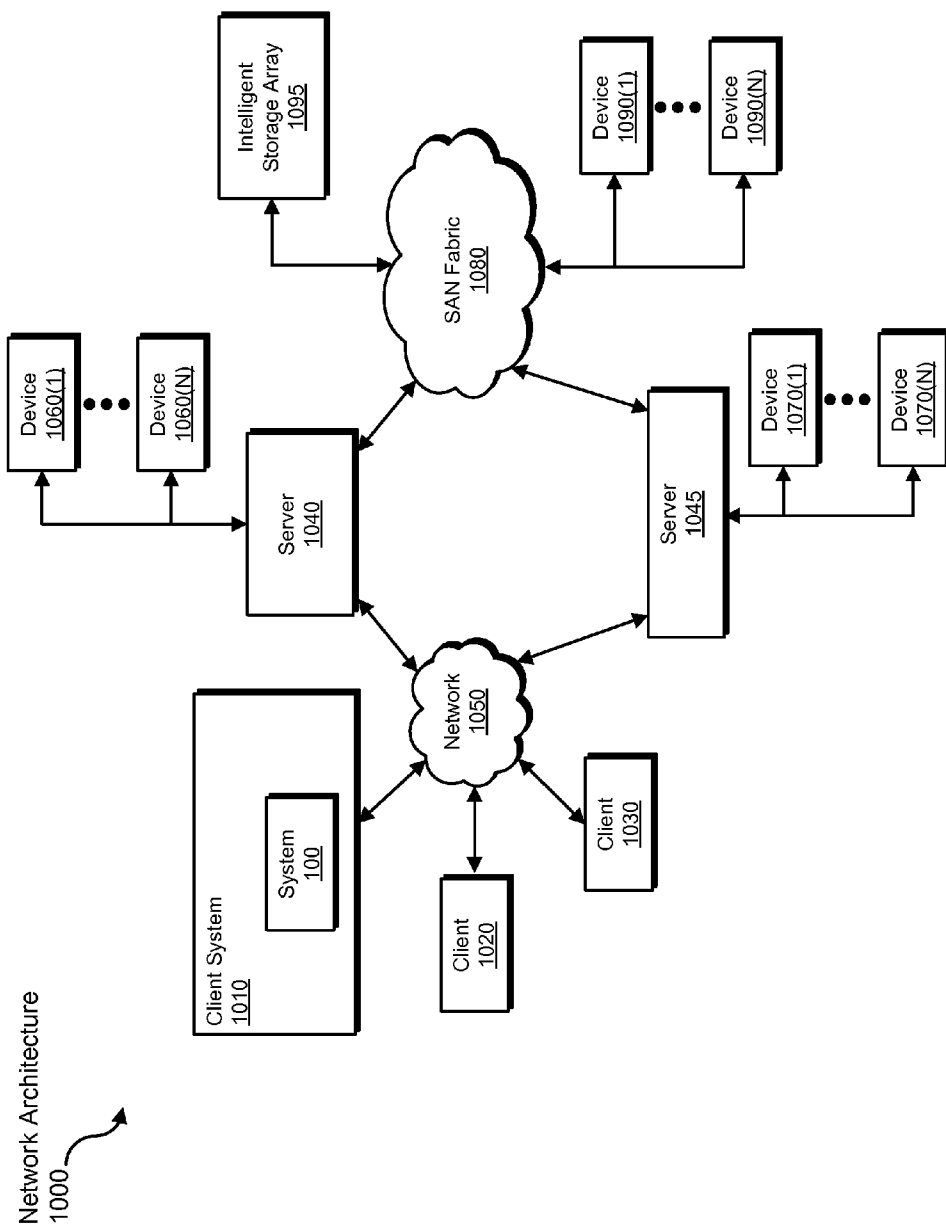 Network Architecture
1000
Client System
1010
System
100
Client
1020
Client
1030
Network
1050
Server
1040
Server
1045
Device
1060(1)
Device
1060(N)
Device
1070(1)
Device
1070(N)
SAN Fabric
1080
Intelligent
Storage Array
1095
Device
1090(1)
Device
1090(N)